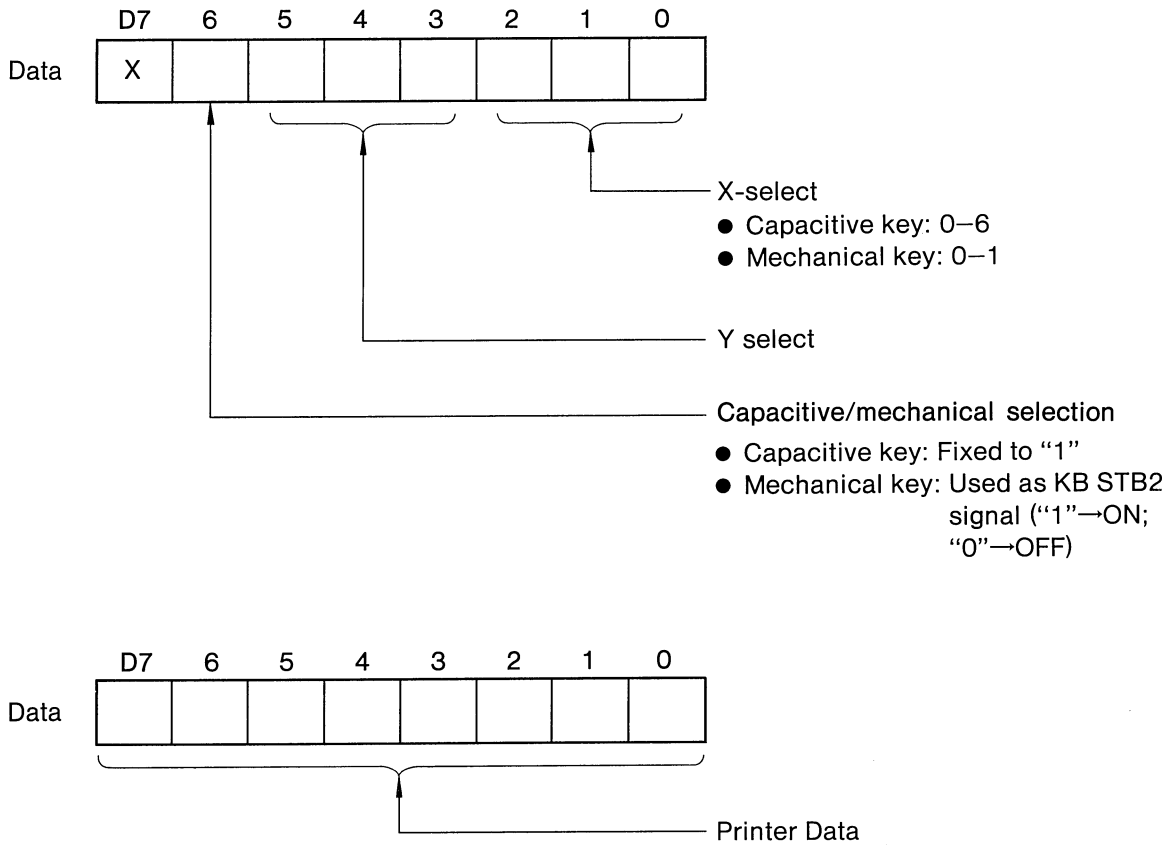 D7 6 5 4 3 2 1 0
Data X
X-select
● Capacitive key: 0–6
● Mechanical key: 0–1
Y select
Capacitive/mechanical selection
● Capacitive key: Fixed to “1”
● Mechanical key: Used as KB STB2
signal (“1”→ON;
“0”→OFF)
D7 6 5 4 3 2 1 0
Data
Printer Data